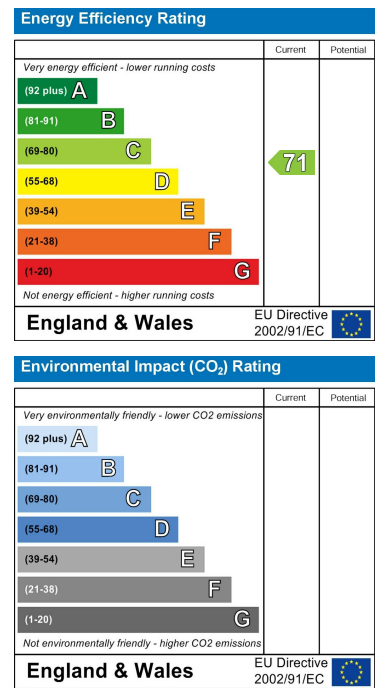 Energy Efficiency Rating
Current Potential
Very energy efficient - lower running costs
(92 plus) A
(81-91) B
(69-80) C
71
(55-68) D
(39-54) E
(21-38) F
(1-20) G
Not energy efficient - higher running costs
England & Wales EU Directive 2002/91/EC
Environmental Impact (CO₂) Rating
Current Potential
Very environmentally friendly - lower CO2 emissions
(92 plus) A
(81-91) B
(69-80) C
(55-68) D
(39-54) E
(21-38) F
(1-20) G
Not environmentally friendly - higher CO2 emissions
England & Wales EU Directive 2002/91/EC